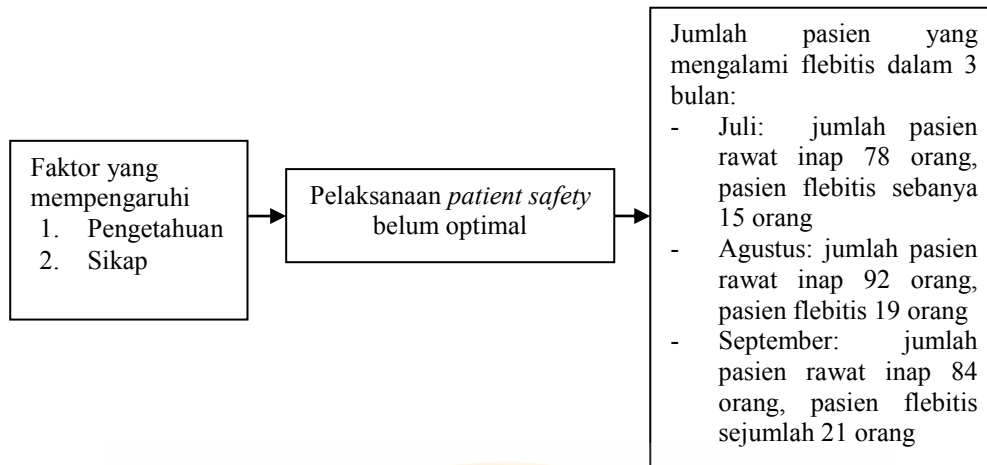 Faktor yang
mempengaruhi
1. Pengetahuan
2. Sikap
Pelaksanaan patient safety
belum optimal
Jumlah pasien yang
mengalami flebitis dalam 3
bulan:
- Juli: jumlah pasien
rawat inap 78 orang,
pasien flebitis sebanya
15 orang
- Agustus: jumlah pasien
rawat inap 92 orang,
pasien flebitis 19 orang
- September: jumlah
pasien rawat inap 84
orang, pasien flebitis
sejumlah 21 orang